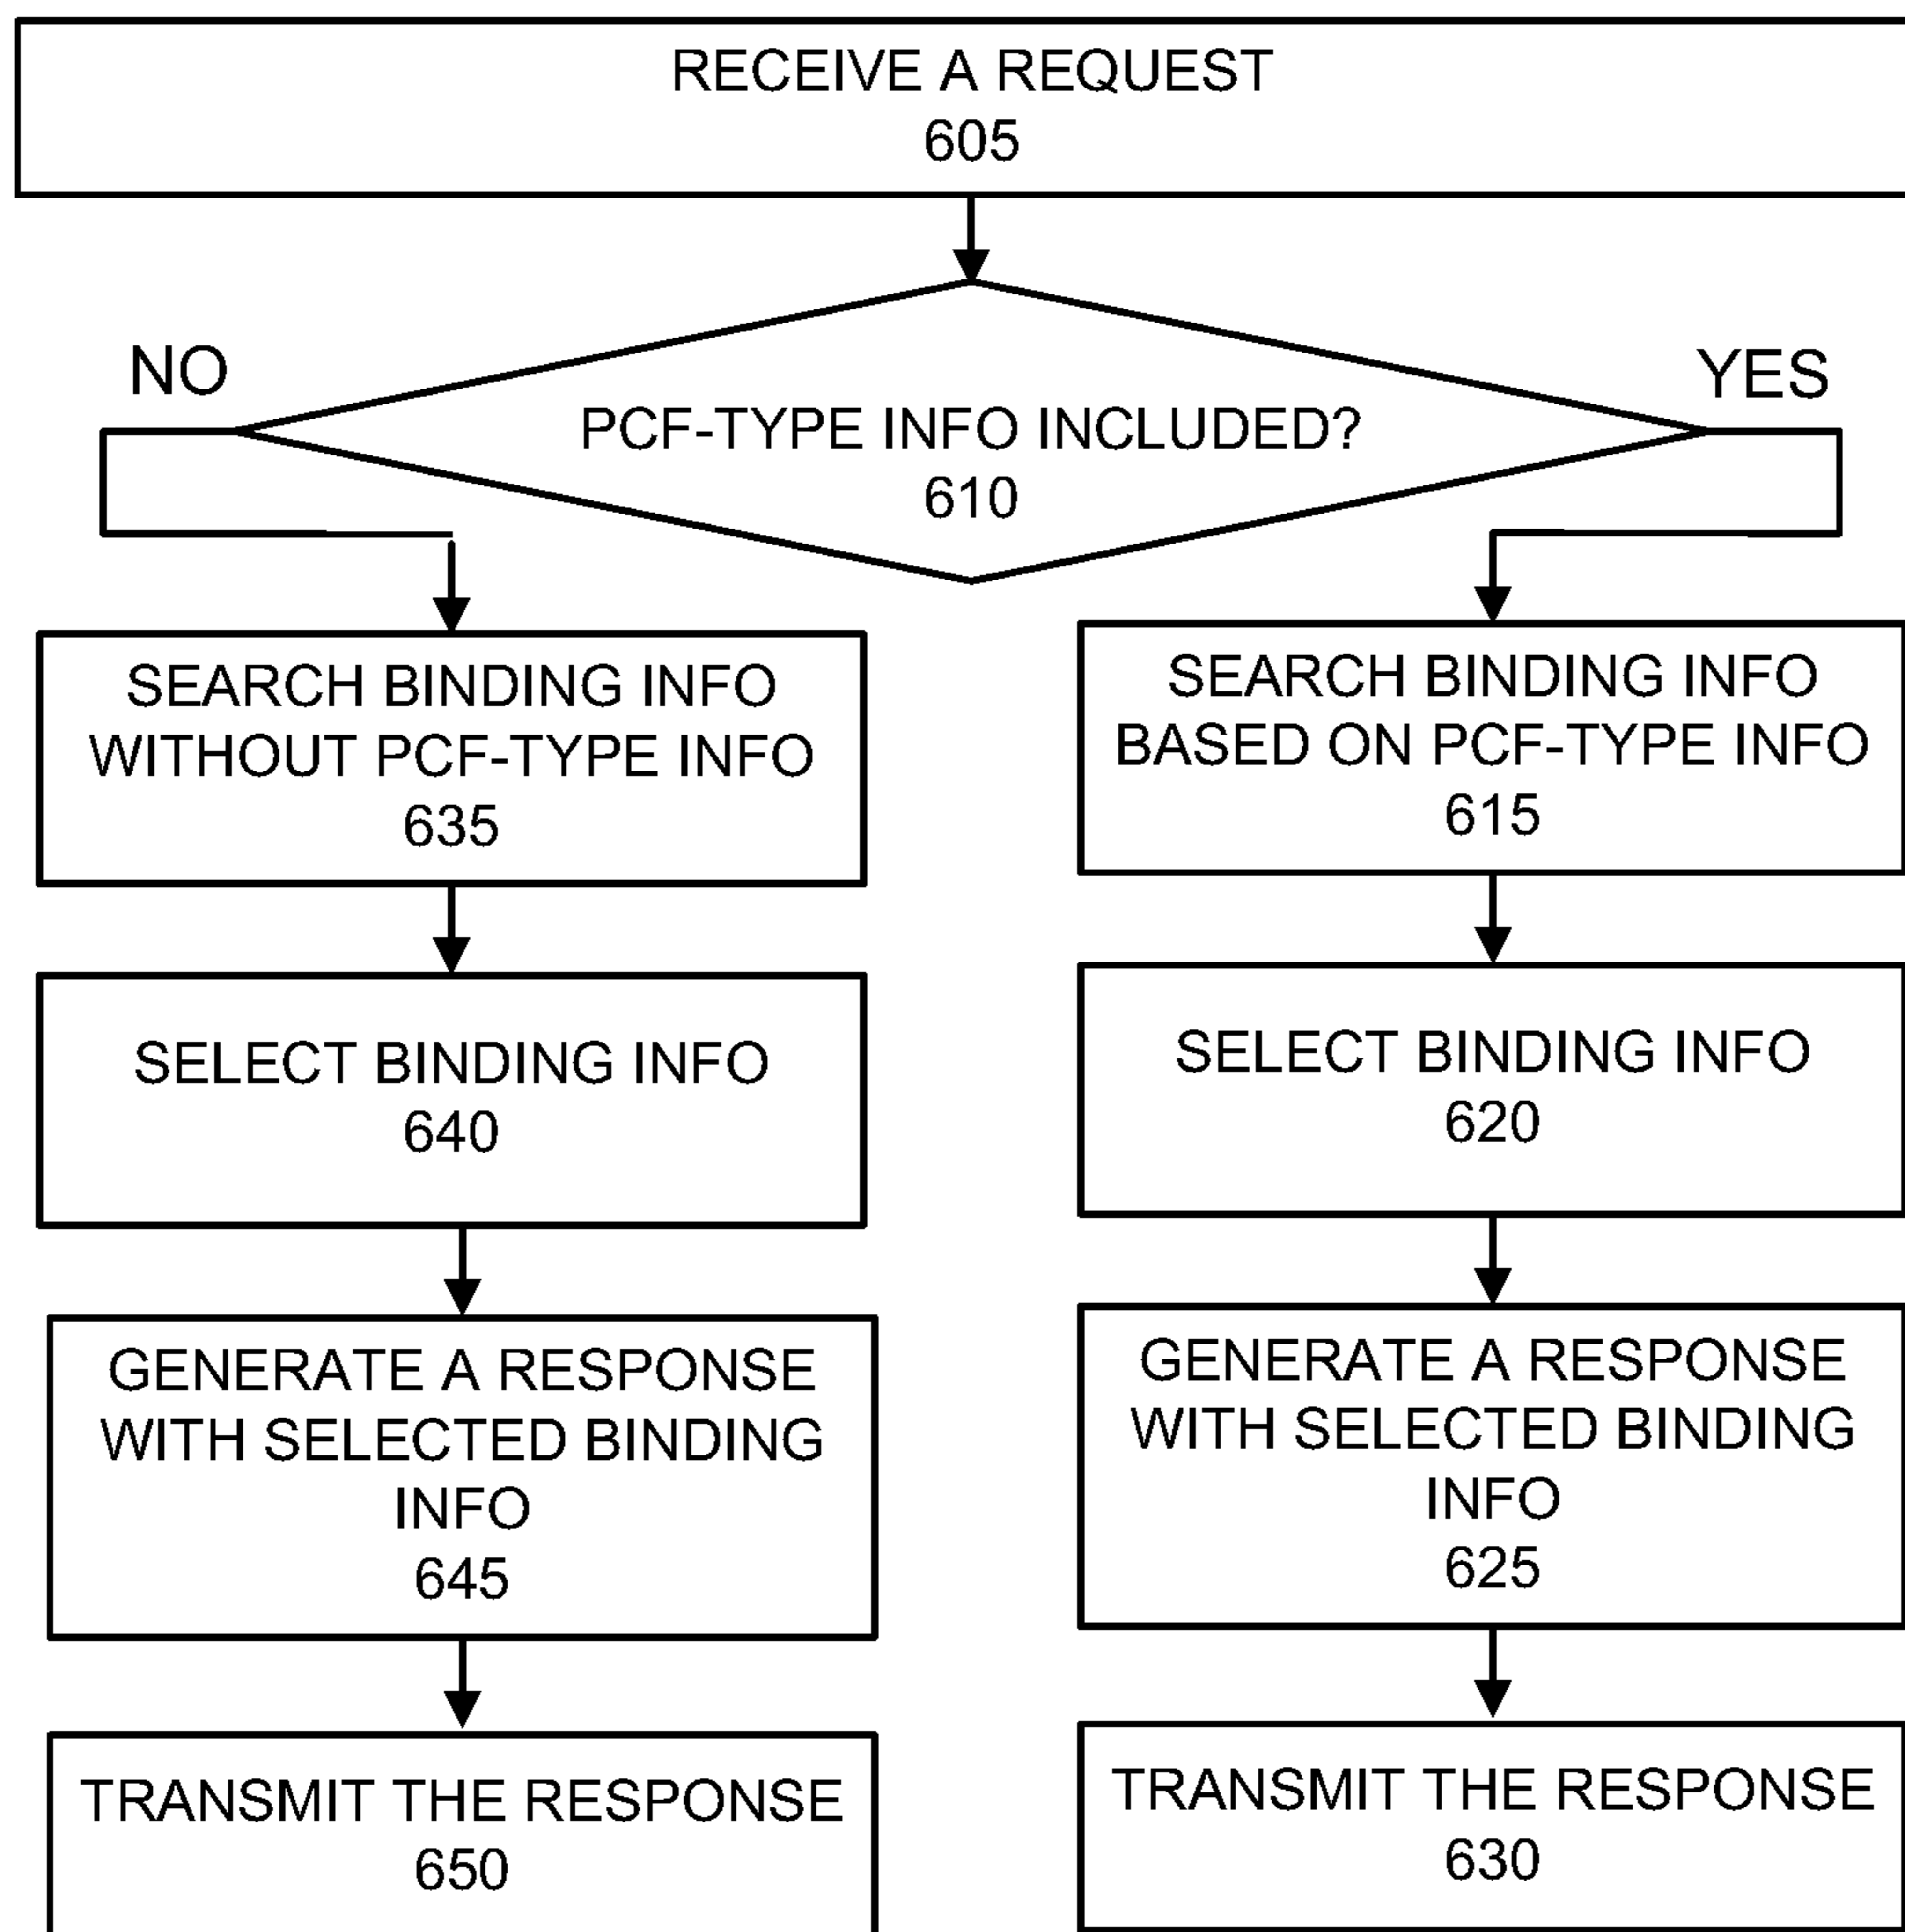 RECEIVE A REQUEST
605
NO
YES
PCF-TYPE INFO INCLUDED?
610
SEARCH BINDING INFO
WITHOUT PCF-TYPE INFO
635
SEARCH BINDING INFO
BASED ON PCF-TYPE INFO
615
SELECT BINDING INFO
640
SELECT BINDING INFO
620
GENERATE A RESPONSE
WITH SELECTED BINDING
INFO
645
GENERATE A RESPONSE
WITH SELECTED BINDING
INFO
625
TRANSMIT THE RESPONSE
650
TRANSMIT THE RESPONSE
630